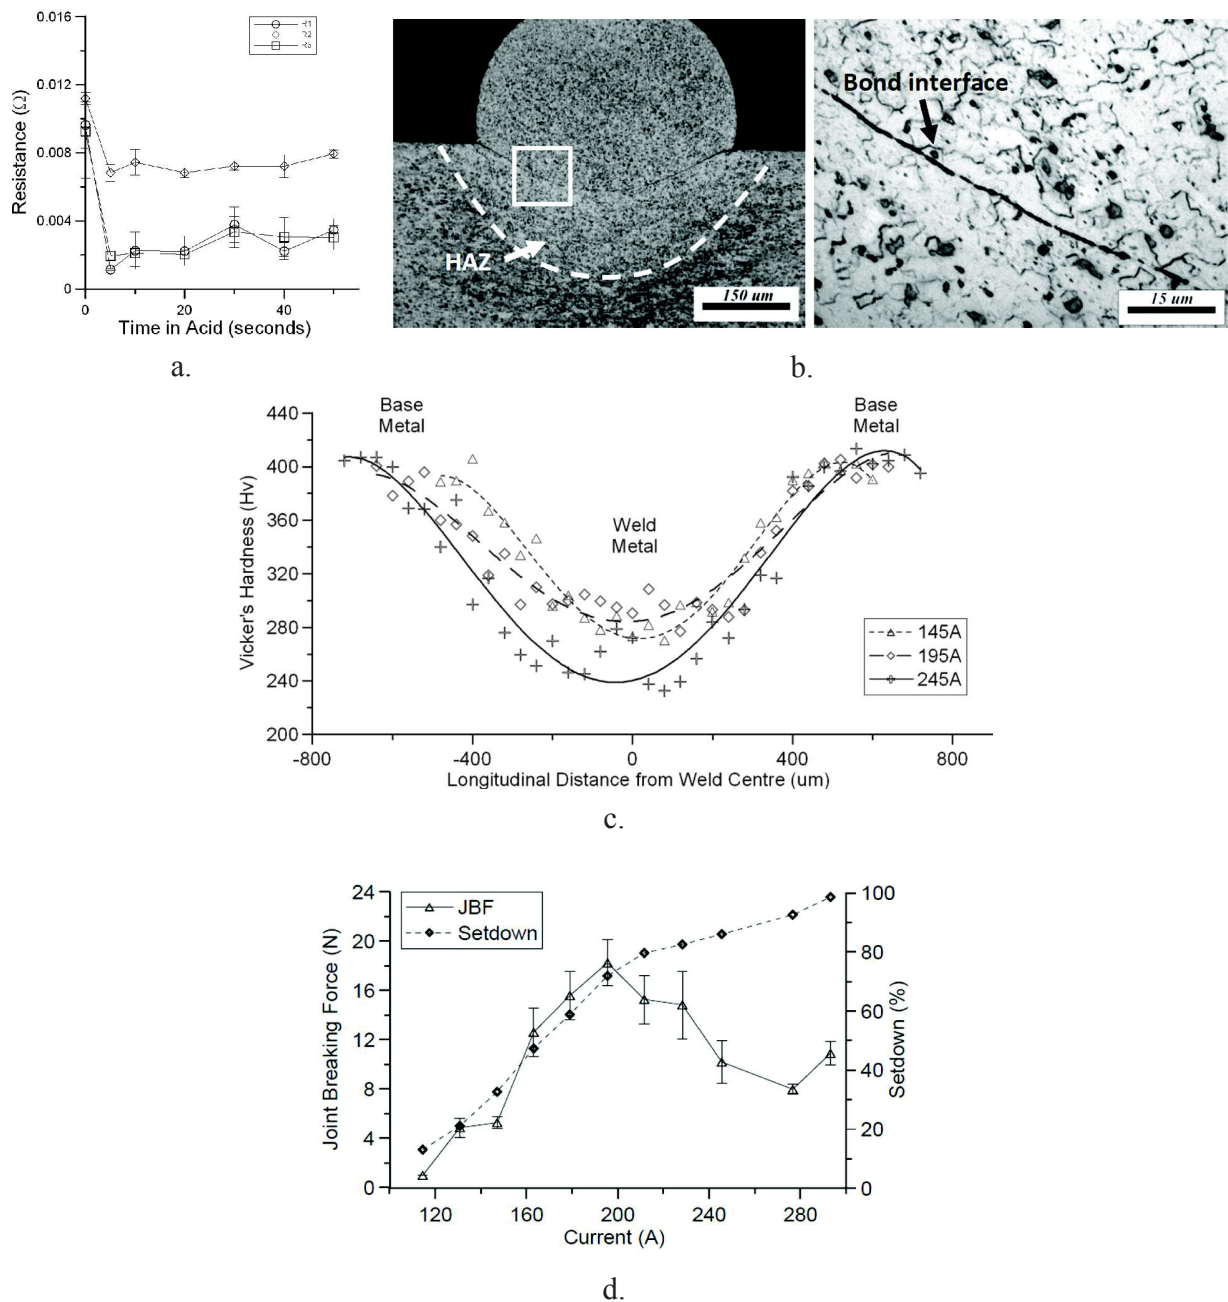 0.016
0.012
0.008
0.004
0
Resistance (Ω)
0 20 40
Time in Acid (seconds)
R1
R2
a.
HAZ
150 um
Bond interface
15 um
b.
Base
Metal
Base
Metal
Weld
Metal
440
400
360
320
280
240
200
Vicker's Hardness (Hv)
145A
195A
245A
-800 -400 0 400 800
Longitudinal Distance from Weld Centre (um)
c.
JBF
Setdown
24
20
16
12
8
4
0
Joint Breaking Force (N)
100
80
60
40
20
0
Setdown (%)
120 160 200 240 280
Current (A)
d.